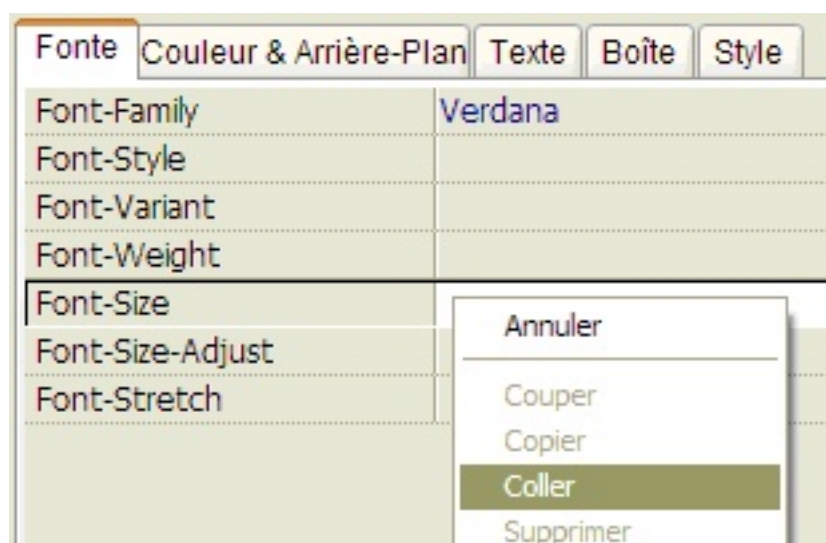 Fonte Couleur & Arrière-Plan Texte Boîte Style
Font-Family Verdana
Font-Style
Font-Variant
Font-Weight
Font-Size
Font-Size-Adjust
Font-Stretch
Annuler
Couper
Copier
Coller
Supprimer